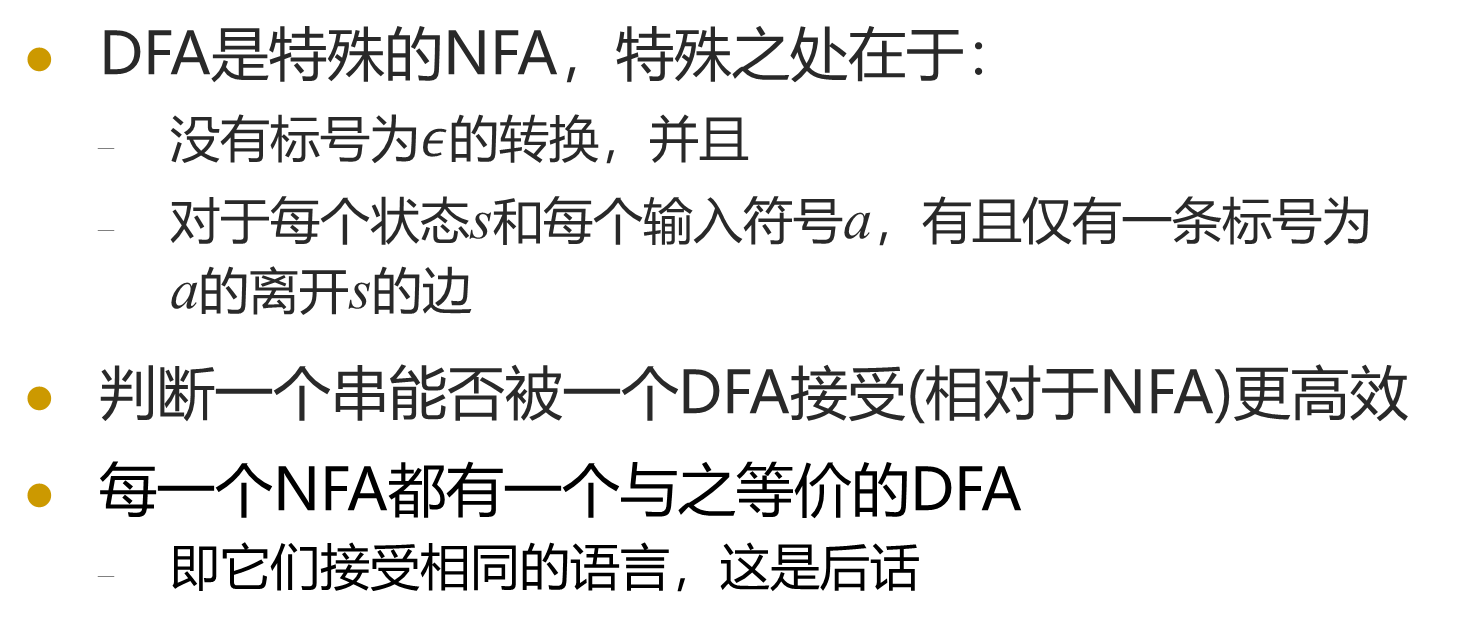 ● DFA是特殊的NFA，特殊之处在于：
– 没有标号为ϵ的转换，并且
– 对于每个状态s和每个输入符号a，有且仅有一条标号为
a的离开s的边
● 判断一个串能否被一个DFA接受(相对于NFA)更高效
● 每一个NFA都有一个与之等价的DFA
– 即它们接受相同的语言，这是后话